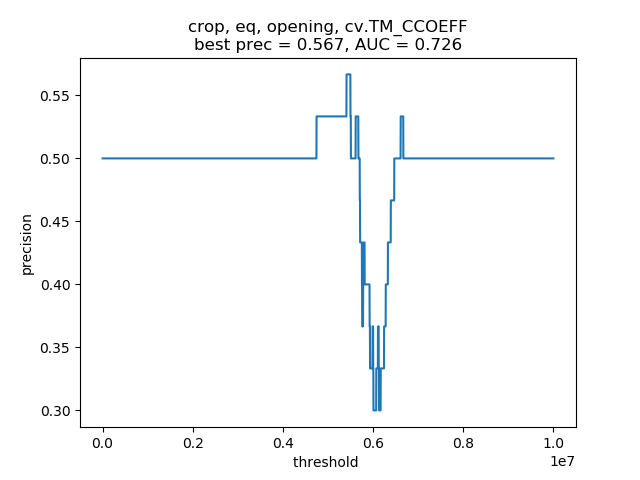 crop, eq, opening, cv.TM_CCOEFF
best prec = 0.567, AUC = 0.726
0.55
0.50
0.45
0.40
0.35
0.30
precision
0.0 0.2 0.4 0.6 0.8 1.0
1e7
threshold